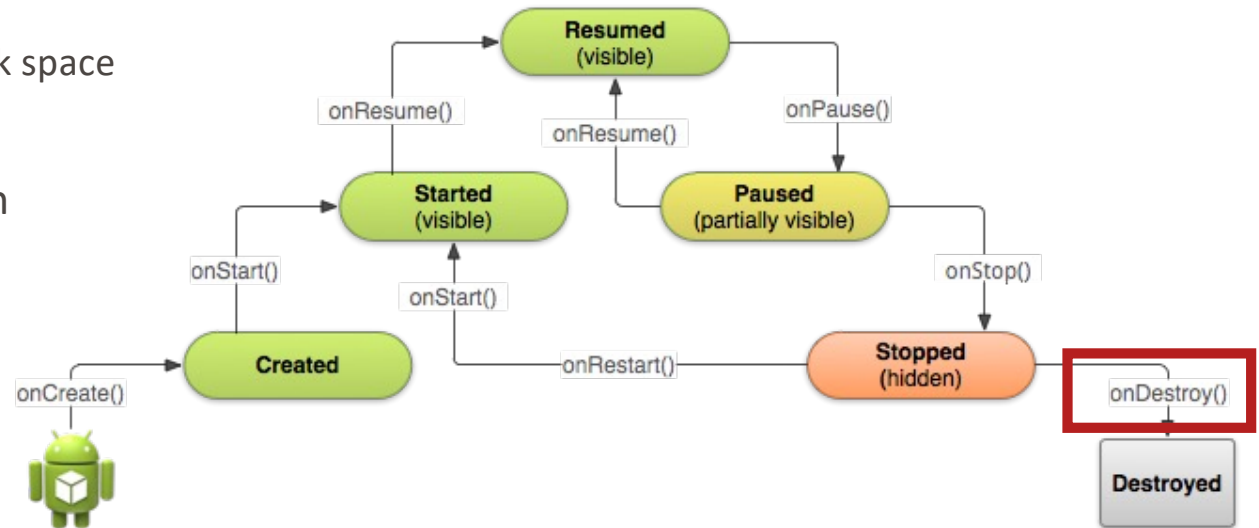 k space
n
Resumed
(visible)
onResume()
onResume()
onPause()
Started
(visible)
Paused
(partially visible)
onStart()
onStart()
onStop()
Created
onRestart()
Stopped
(hidden)
onCreate()
onDestroy()
Destroyed